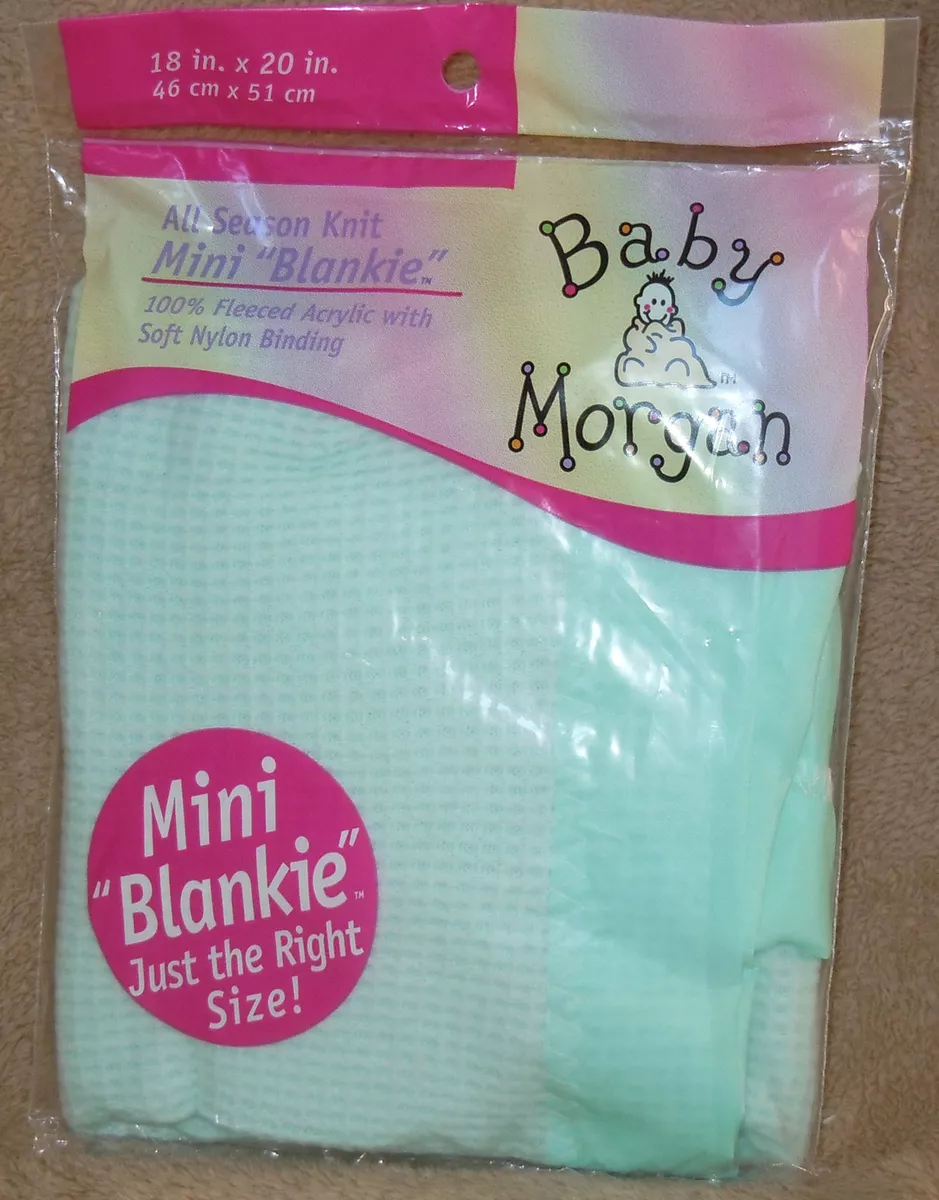 18 in. x 20 in.
46 cm x 51 cm
All Season Knit
Mini “Blankie”™
100% Fleeced Acrylic with
Soft Nylon Binding
Baby
Morgan
TM
Mini
“Blankie”™
Just the Right
Size!